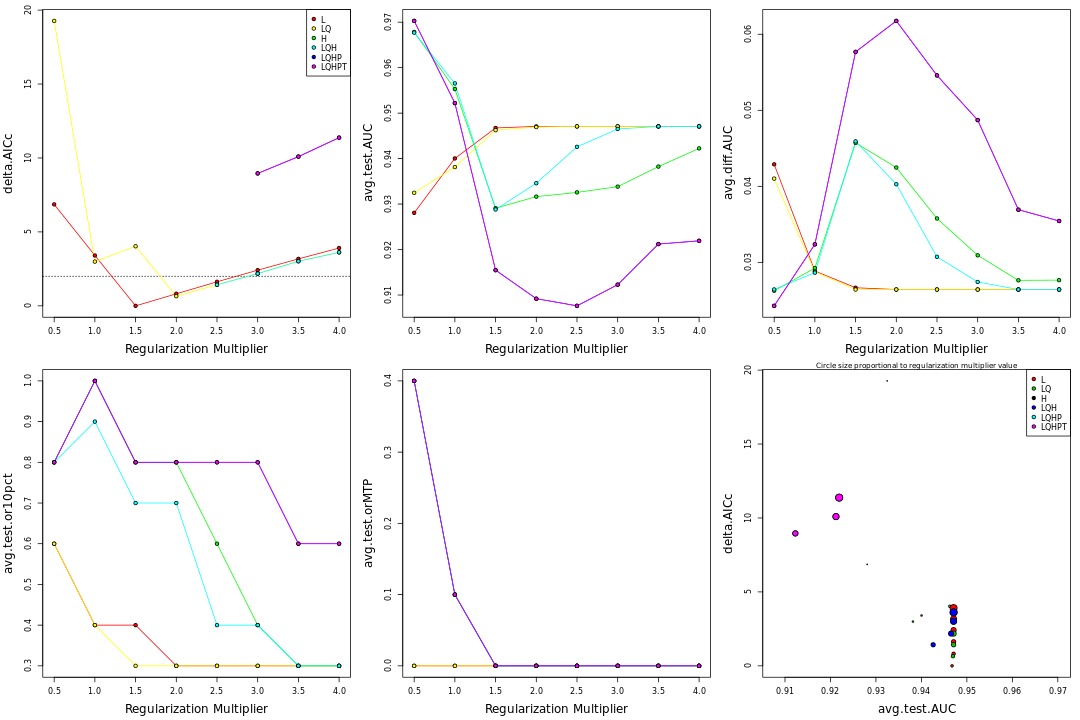 delta.AICc
20
15
10
5
0
0.5 1.0 1.5 2.0 2.5 3.0 3.5 4.0
Regularization Multiplier
L
LQ
H
LQH
LQHP
LQHPT
avg.test.AUC
0.97
0.96
0.95
0.94
0.93
0.92
0.91
0.5 1.0 1.5 2.0 2.5 3.0 3.5 4.0
Regularization Multiplier
avg.diff.AUC
0.06
0.05
0.04
0.03
0.5 1.0 1.5 2.0 2.5 3.0 3.5 4.0
Regularization Multiplier
avg.test.or10pct
1.0
0.9
0.8
0.7
0.6
0.5
0.4
0.3
0.5 1.0 1.5 2.0 2.5 3.0 3.5 4.0
Regularization Multiplier
avg.test.orMTP
0.4
0.3
0.2
0.1
0.0
0.5 1.0 1.5 2.0 2.5 3.0 3.5 4.0
Regularization Multiplier
Circle size proportional to regularization multiplier value
delta.AICc
20
15
10
5
0
0.91 0.92 0.93 0.94 0.95 0.96 0.97
avg.test.AUC
L
LQ
H
LQH
LQHP
LQHPT